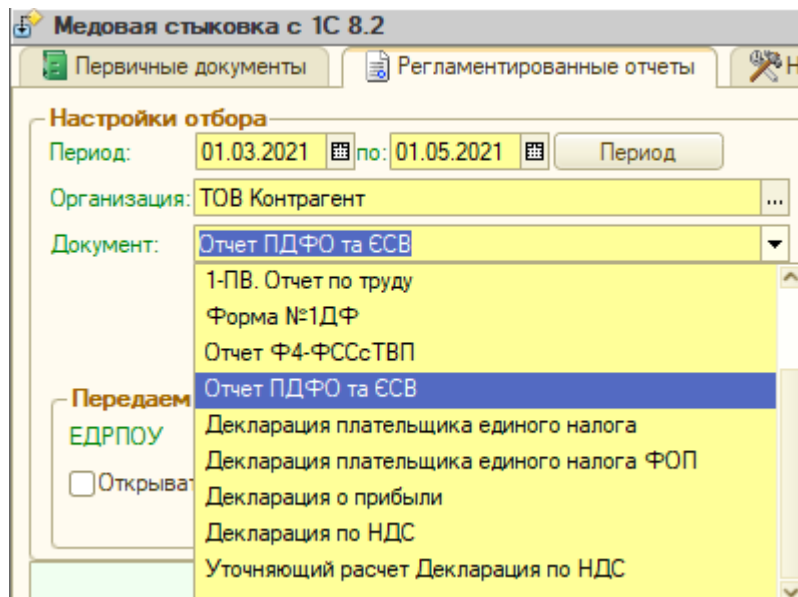 Медовая стыковка с 1С 8.2
Первичные документы Регламентированные отчеты
Настройки отбора
Период: 01.03.2021 по: 01.05.2021 Период
Организация: ТОВ Контрагент ...
Документ: Отчет ПДФО та ЄСВ
1-ПВ. Отчет по труду
Форма №1ДФ
Отчет Ф4-ФССсТВП
Отчет ПДФО та ЄСВ
Передаем
Декларация плательщика единого налога
ЕДРПОУ
Декларация плательщика единого налога ФОП
Декларация о прибыли
Декларация по НДС
Уточняющий расчет Декларация по НДС